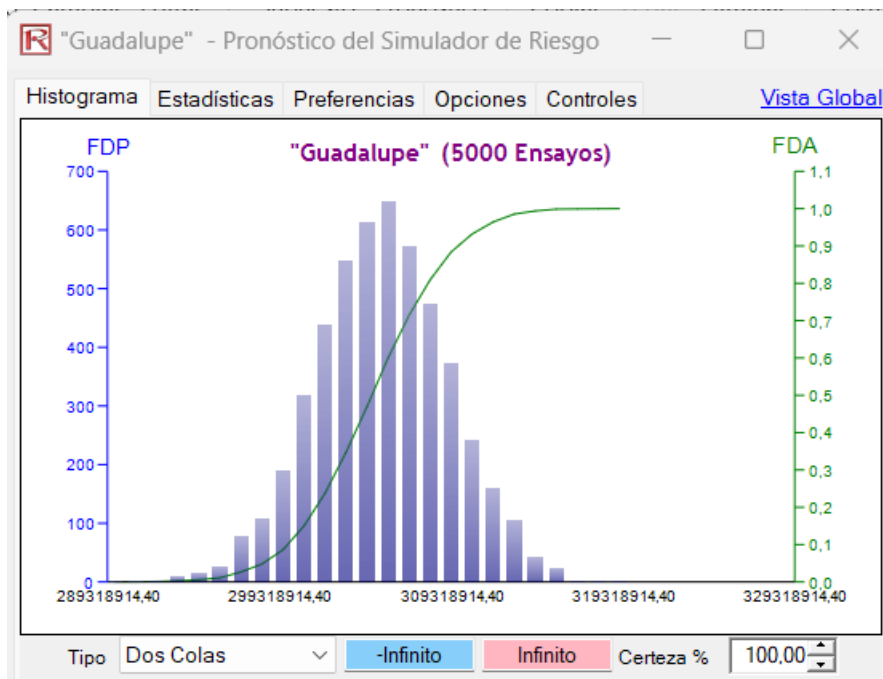 "Guadalupe" - Pronóstico del Simulador de Riesgo
Histograma Estadísticas Preferencias Opciones Controles Vista Global
FDP "Guadalupe" (5000 Ensayos) FDA
700 1,1
600 1,0
500 0,9
400 0,8
300 0,7
200 0,6
100 0,5
0 0,4
0,3
0,2
0,1
0,0
289318914,40 299318914,40 309318914,40 319318914,40 329318914,40
Tipo Dos Colas -Infinito Infinito Certeza % 100,00